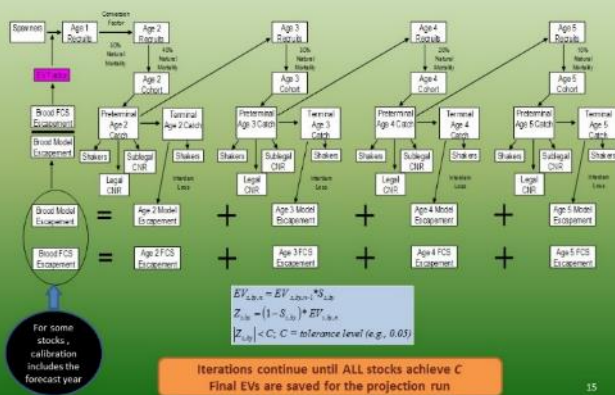 Spawners
Age 1
Recruits
Conversion
Factor
Age 2
Recruits
Age 3
Recruits
Age 4
Recruits
Age 5
Recruits
50%
Natural
Mortality
40%
Natural
Mortality
30%
Natural
Mortality
20%
Natural
Mortality
10%
Natural
Mortality
Age 2
Cohort
Age 3
Cohort
Age 4
Cohort
Age 5
Cohort
Brood FCS
Escapement
Brood Model
Escapement
Preterminal
Age 2 Catch
Terminal
Age 2 Catch
Preterminal
Age 3 Catch
Terminal
Age 3
Catch
Preterminal
Age 4 Catch
Terminal
Age 4
Catch
Preterminal
Age 5 Catch
Terminal
Age 5
Catch
Shakers
Sublegal
CNR
Shakers
Shakers
Sublegal
CNR
Shakers
Shakers
Sublegal
CNR
Shakers
Shakers
Sublegal
CNR
Shakers
Legal
CNR
Legal
CNR
Legal
CNR
Legal
CNR
Loss
Loss
Loss
Loss
Brood Model
Escapement
=
Age 2 Model
Escapement
+
Age 3 Model
Escapement
+
Age 4 Model
Escapement
+
Age 5 Model
Escapement
Brood FCS
Escapement
=
Age 2 FCS
Escapement
+
Age 3 FCS
Escapement
+
Age 4 FCS
Escapement
+
Age 5 FCS
Escapement
For some
stocks ,
calibration
includes the
forecast year
C = tolerance level (e.g., 0.05)
Iterations continue until ALL stocks achieve C
Final EVs are saved for the projection run
15